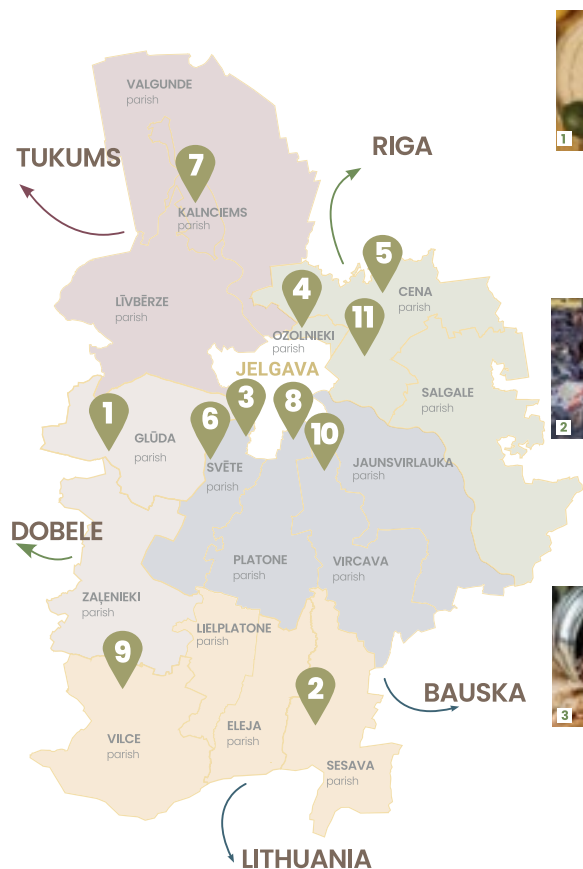 VALGUNDE
parish
1
RIGA
TUKUMS
7
KALNCIEMS
parish
5
4
CENA
parish
LĪVBĒRZE
parish
11
2
OZOLNIEKI
parish
JELGAVA
SALGALE
parish
1
6
3
8
10
GLŪDA
parish
SVĒTE
parish
JAUNSVIRLAUKA
parish
DOBELE
PLATONE
parish
VIRCAVA
parish
ZAĻENIEKI
parish
LIELPLATONE
parish
9
2
BAUSKA
3
VILCE
parish
ELEJA
parish
SESAVA
parish
LITHUANIA